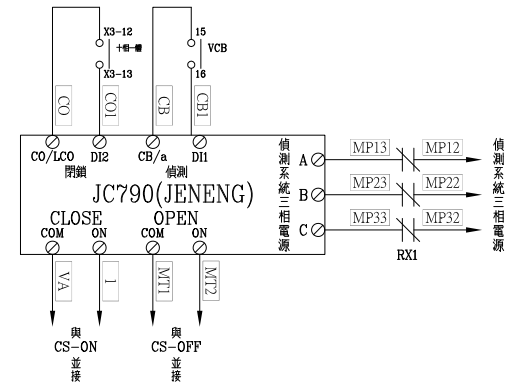 X3-12
X3-13
15
VCB
16
CO
CO1
CB
CB1
CO/LCO
DI2
CB/a
DI1
閉鎖
偵測
JC790(JENENG)
CLOSE
OPEN
COM
ON
COM
ON
偵測系統三相電源
A
B
C
MP13
MP12
MP23
MP22
MP33
MP32
RX1
偵測系統三相電源
VA
1
MT1
MT2
與
CS-ON
並接
與
CS-OFF
並接